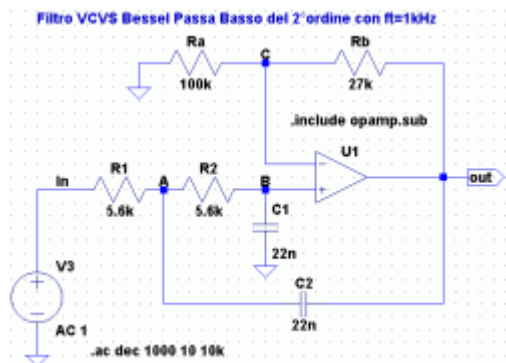 Filtro VCVS Bessel Passa Basso del 2°ordine con ft=1kHz
Ra
C
Rb
100k
27k
.include opamp.sub
U1
In
R1
A
R2
B
out
5.6k
5.6k
C1
22n
V3
C2
AC 1
22n
.ac dec 1000 10 10k